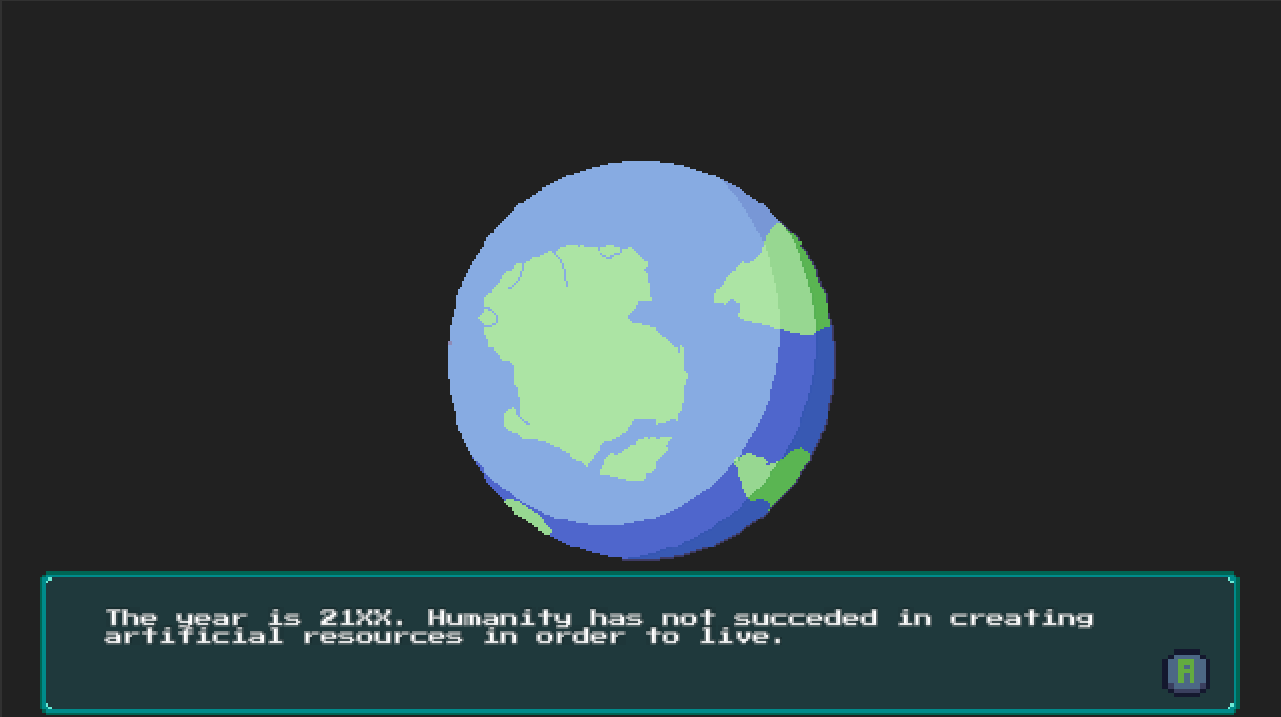 The year is 21XX. Humanity has not succeded in creating
artificial resources in order to live.
A